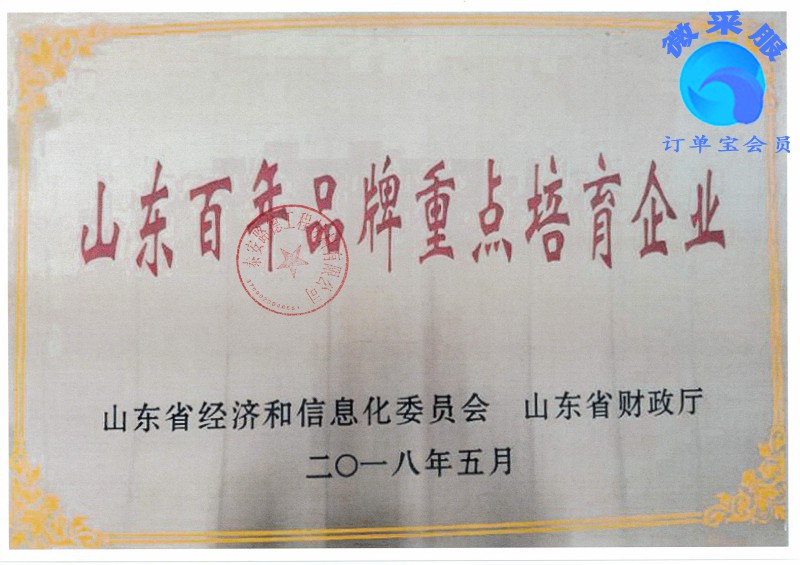 微采服
订单宝会员
山东百年品牌重点培育企业
山东省经济和信息化委员会 山东省财政厅
二〇一八年五月